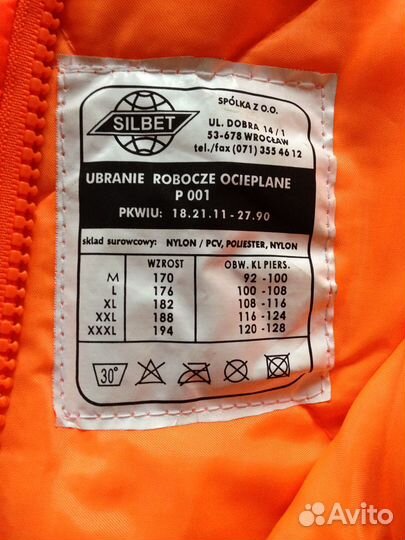 SILBET
SPÓŁKA Z O.O.
UL. DOBRA 14/1
53-678 WROCŁAW
tel./fax (071) 355 46 12
UBRANIE ROBOCZE OCIEPLANE
P 001
PKWIU: 18.21.11-27.90
skład surowcowy: NYLON / PCV, POLIESTER, NYLON
WZROST OBW. KL PIERS.
M 170 92 -100
L 176 100 -108
XL 182 108 -116
XXL 188 116 -124
XXXL 194 120 -128
30°
Avito